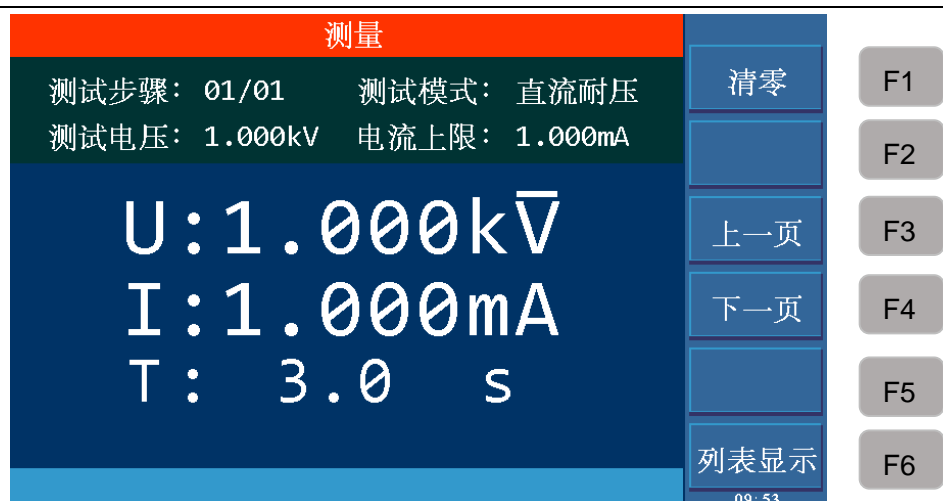 测量
测试步骤: 01/01 测试模式: 直流耐压
测试电压: 1.000kV 电流上限: 1.000mA
U:1.000kV
I:1.000mA
T: 3.0 s
清零
上一页
下一页
列表显示
09:53
F1
F2
F3
F4
F5
F6